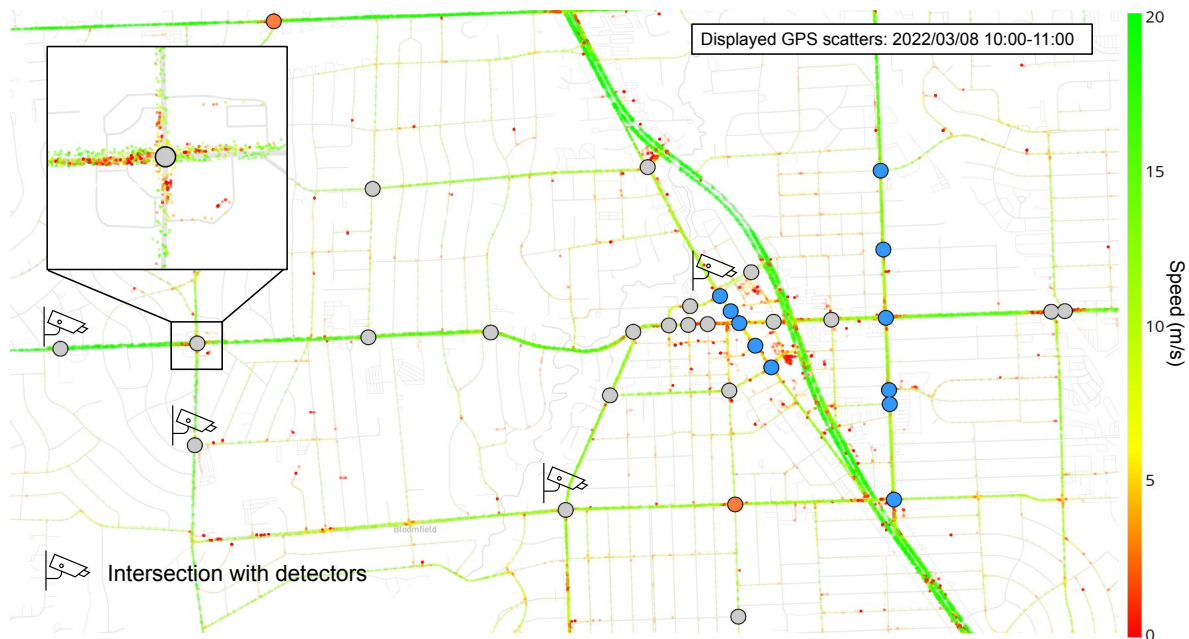 Displayed GPS scatters: 2022/03/08 10:00-11:00
20
15
10
5
0
Speed (m/s)
Bloomfield
Intersection with detectors